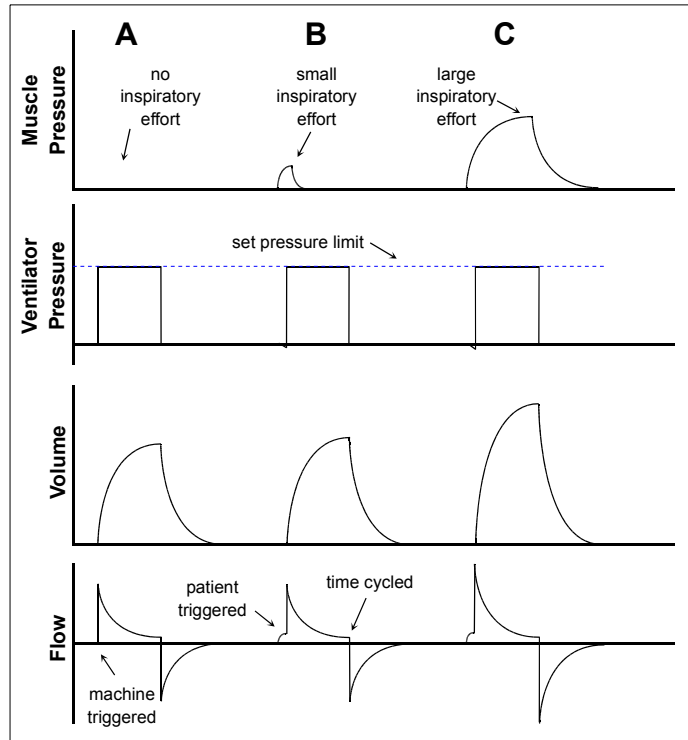 A
B
C
Muscle
Pressure
no
inspiratory
effort
small
inspiratory
effort
large
inspiratory
effort
Ventilator
Pressure
set pressure limit
Volume
Flow
patient
triggered
time cycled
machine
triggered